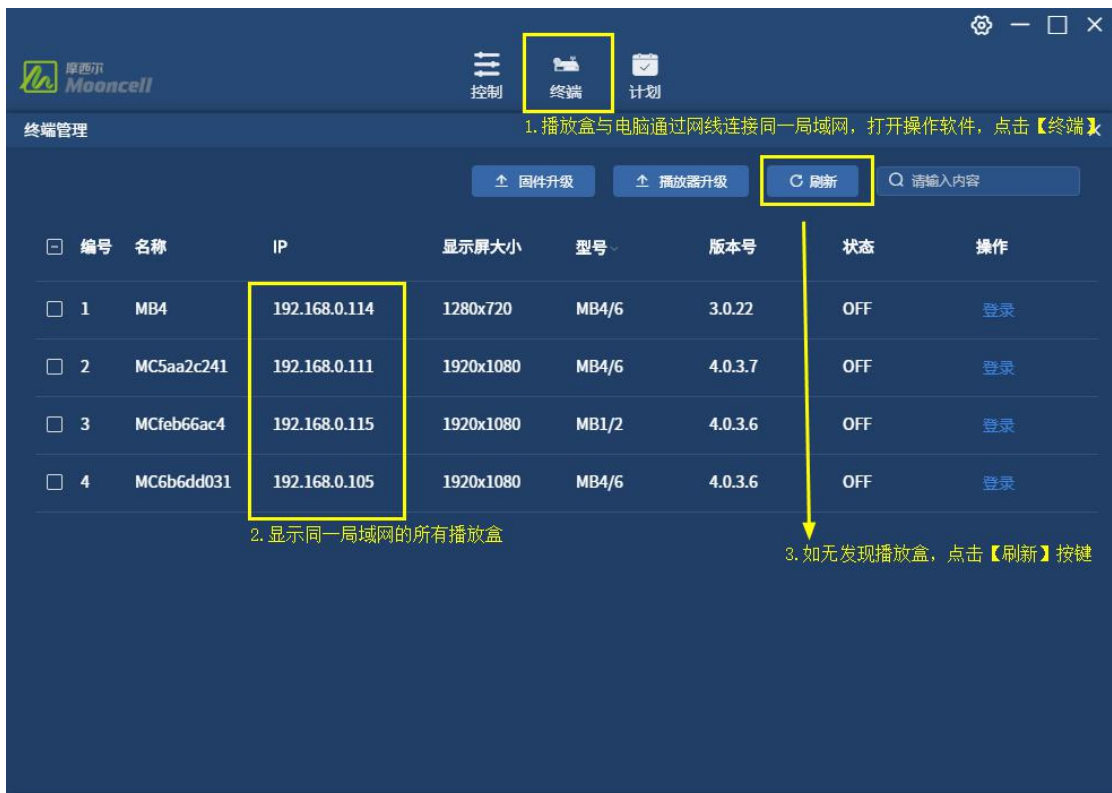 摩西尔
Mooncell
控制
终端
计划
终端管理
1.播放盒与电脑通过网线连接同一局域网，打开操作软件，点击【终端】
固件升级
播放器升级
刷新
请输入内容
编号 名称 IP 显示屏大小 型号 版本号 状态 操作
1 MB4 192.168.0.114 1280x720 MB4/6 3.0.22 OFF 登录
2 MC5aa2c241 192.168.0.111 1920x1080 MB4/6 4.0.3.7 OFF 登录
3 MCfeb66ac4 192.168.0.115 1920x1080 MB1/2 4.0.3.6 OFF 登录
4 MC6b6dd031 192.168.0.105 1920x1080 MB4/6 4.0.3.6 OFF 登录
2.显示同一局域网的所有播放盒
3.如无发现播放盒，点击【刷新】按键